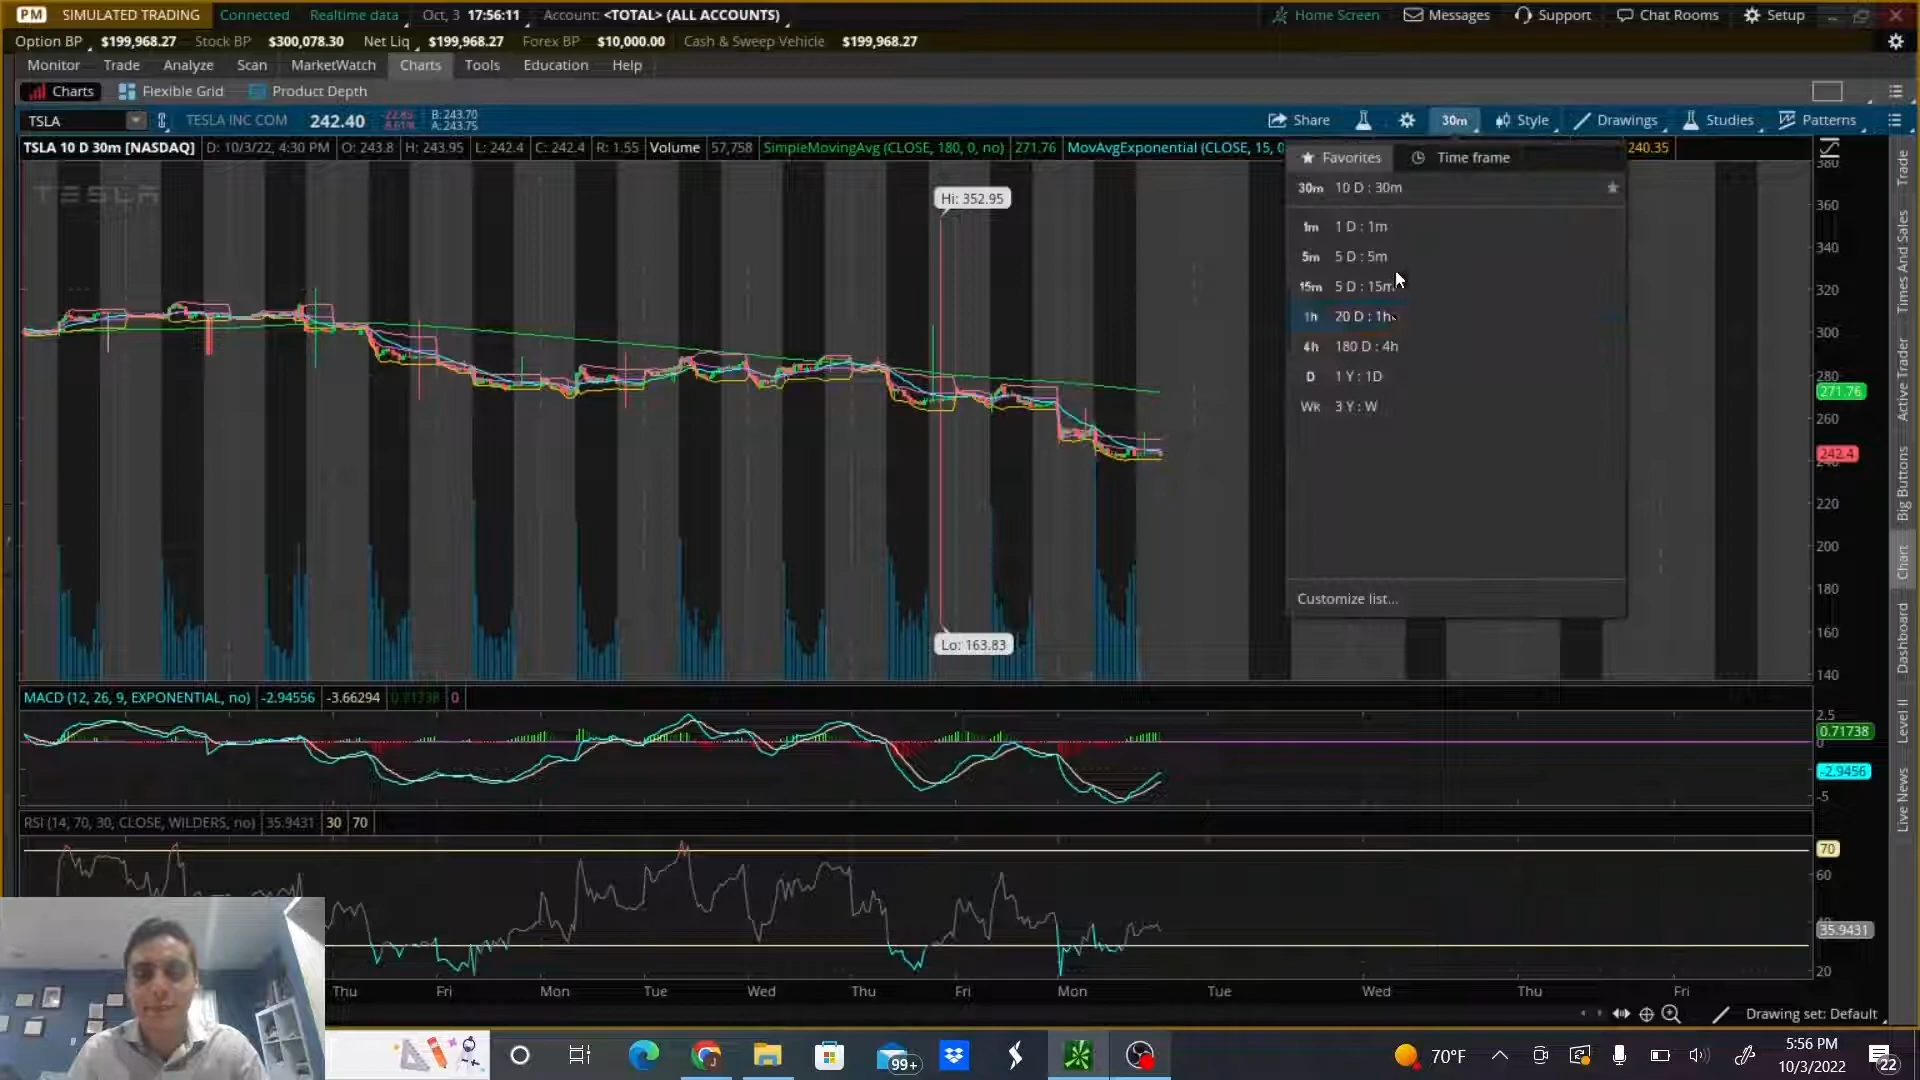 PM SIMULATED TRADING Connected Realtime data Oct, 3 17:56:11 Account: <TOTAL> (ALL ACCOUNTS) Home Screen Messages Support Chat Rooms Setup
Option BP $199,968.27 Stock BP $300,078.30 Net Liq $199,968.27 Forex BP $10,000.00 Cash & Sweep Vehicle $199,968.27
Monitor Trade Analyze Scan MarketWatch Charts Tools Education Help
Charts Flexible Grid Product Depth
TSLA TESLA INC COM 242.40 -22.85 -8.61% B: 243.70 A: 243.75 Share 30m Style Drawings Studies Patterns
TSLA 10 D 30m [NASDAQ] D: 10/3/22, 4:30 PM O: 243.8 H: 243.95 L: 242.4 C: 242.4 R: 1.55 Volume 57,758 SimpleMovingAvg (CLOSE, 180, 0, no) 271.76 MovAvgExponential (CLOSE, 15, 0 240.35
TESLA
Favorites Time frame
30m 10 D : 30m
1m 1 D : 1m
5m 5 D : 5m
15m 5 D : 15m
1h 20 D : 1h
4h 180 D : 4h
D 1 Y : 1D
Wk 3 Y : W
Customize list...
Hi: 352.95
Lo: 163.83
380
360
340
320
300
280
271.76
260
242.4
220
200
180
160
140
MACD (12, 26, 9, EXPONENTIAL, no) -2.94556 -3.66294 0.71738 0
2.5
0.71738
0
-2.9456
-5
RSI (14, 70, 30, CLOSE, WILDERS, no) 35.9431 30 70
70
60
35.9431
20
Thu Fri Mon Tue Wed Thu Fri Mon Tue Wed Thu Fri
Drawing set: Default
Trade
Times And Sales
Active Trader
Big Buttons
Chart
Dashboard
Level II
Live News
99+
70°F
5:56 PM
10/3/2022
22